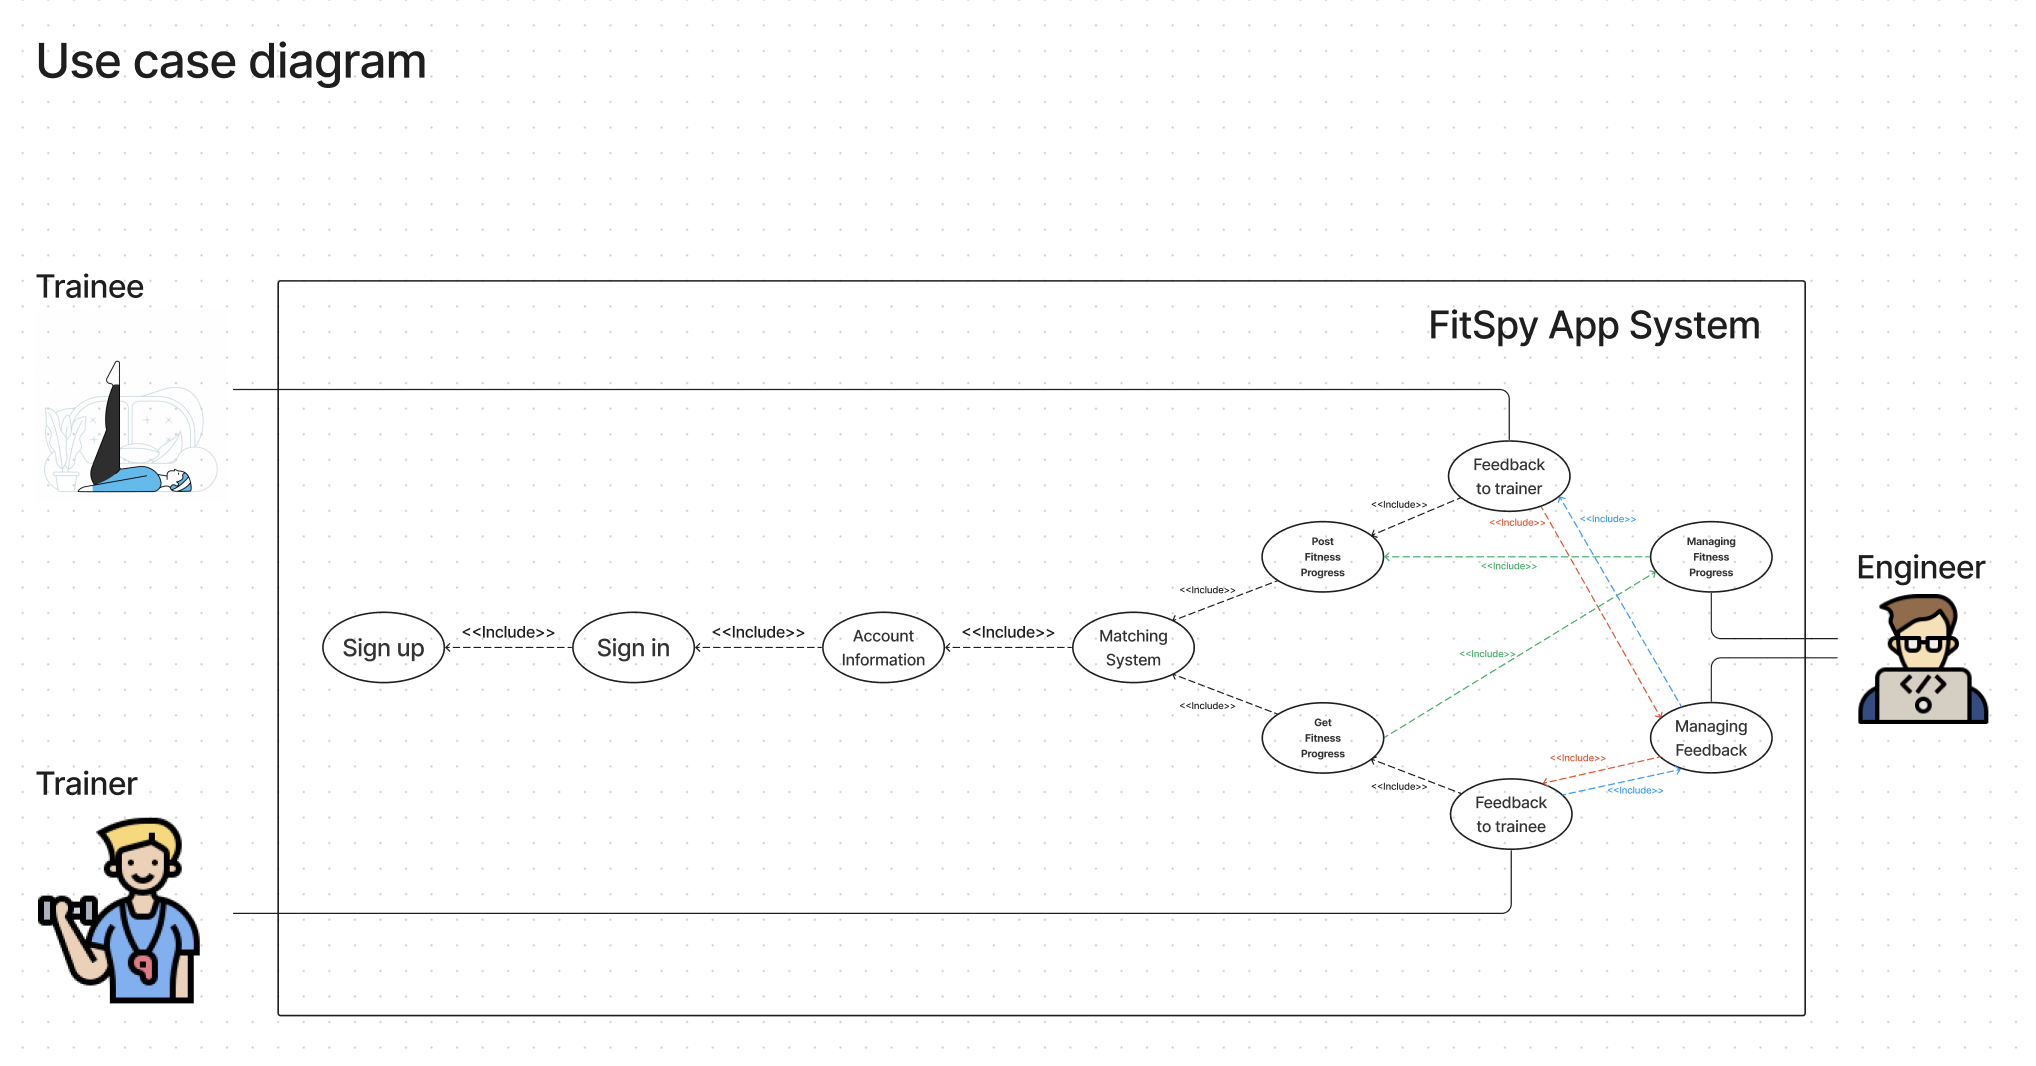 Use case diagram
Trainee
FitSpy App System
Feedback
to trainer
<<Include>>
<<Include>>
<<Include>>
Post
Fitness
Progress
<<Include>>
Managing
Fitness
Progress
Engineer
</>
<<Include>>
Sign up
<<Include>>
Sign in
<<Include>>
Account
Information
<<Include>>
Matching
System
<<Include>>
<<Include>>
Get
Fitness
Progress
Managing
Feedback
<<Include>>
<<Include>>
<<Include>>
Feedback
to trainee
Trainer